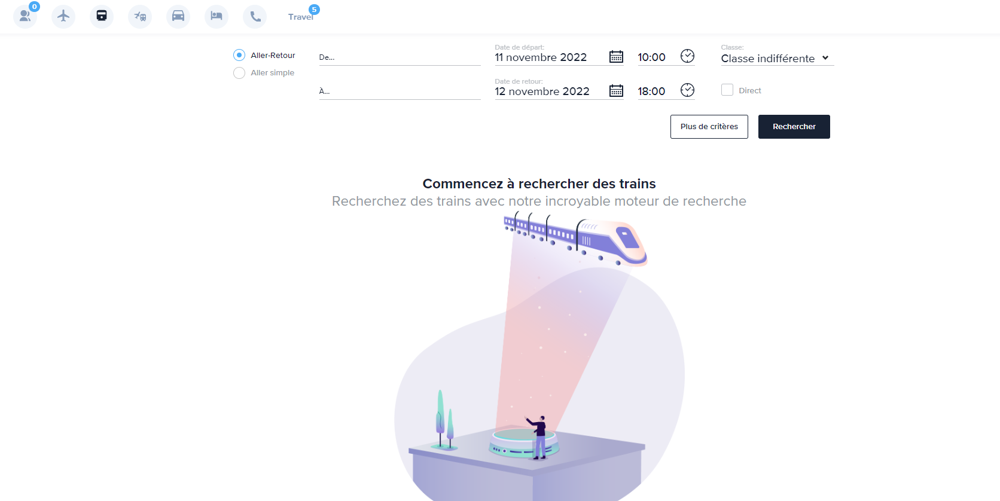 0
Travel
5
Aller-Retour
Aller simple
De...
À...
Date de départ:
11 novembre 2022
10:00
Date de retour:
12 novembre 2022
18:00
Classe:
Classe indifférente
Direct
Plus de critères
Rechercher
Commencez à rechercher des trains
Recherchez des trains avec notre incroyable moteur de recherche